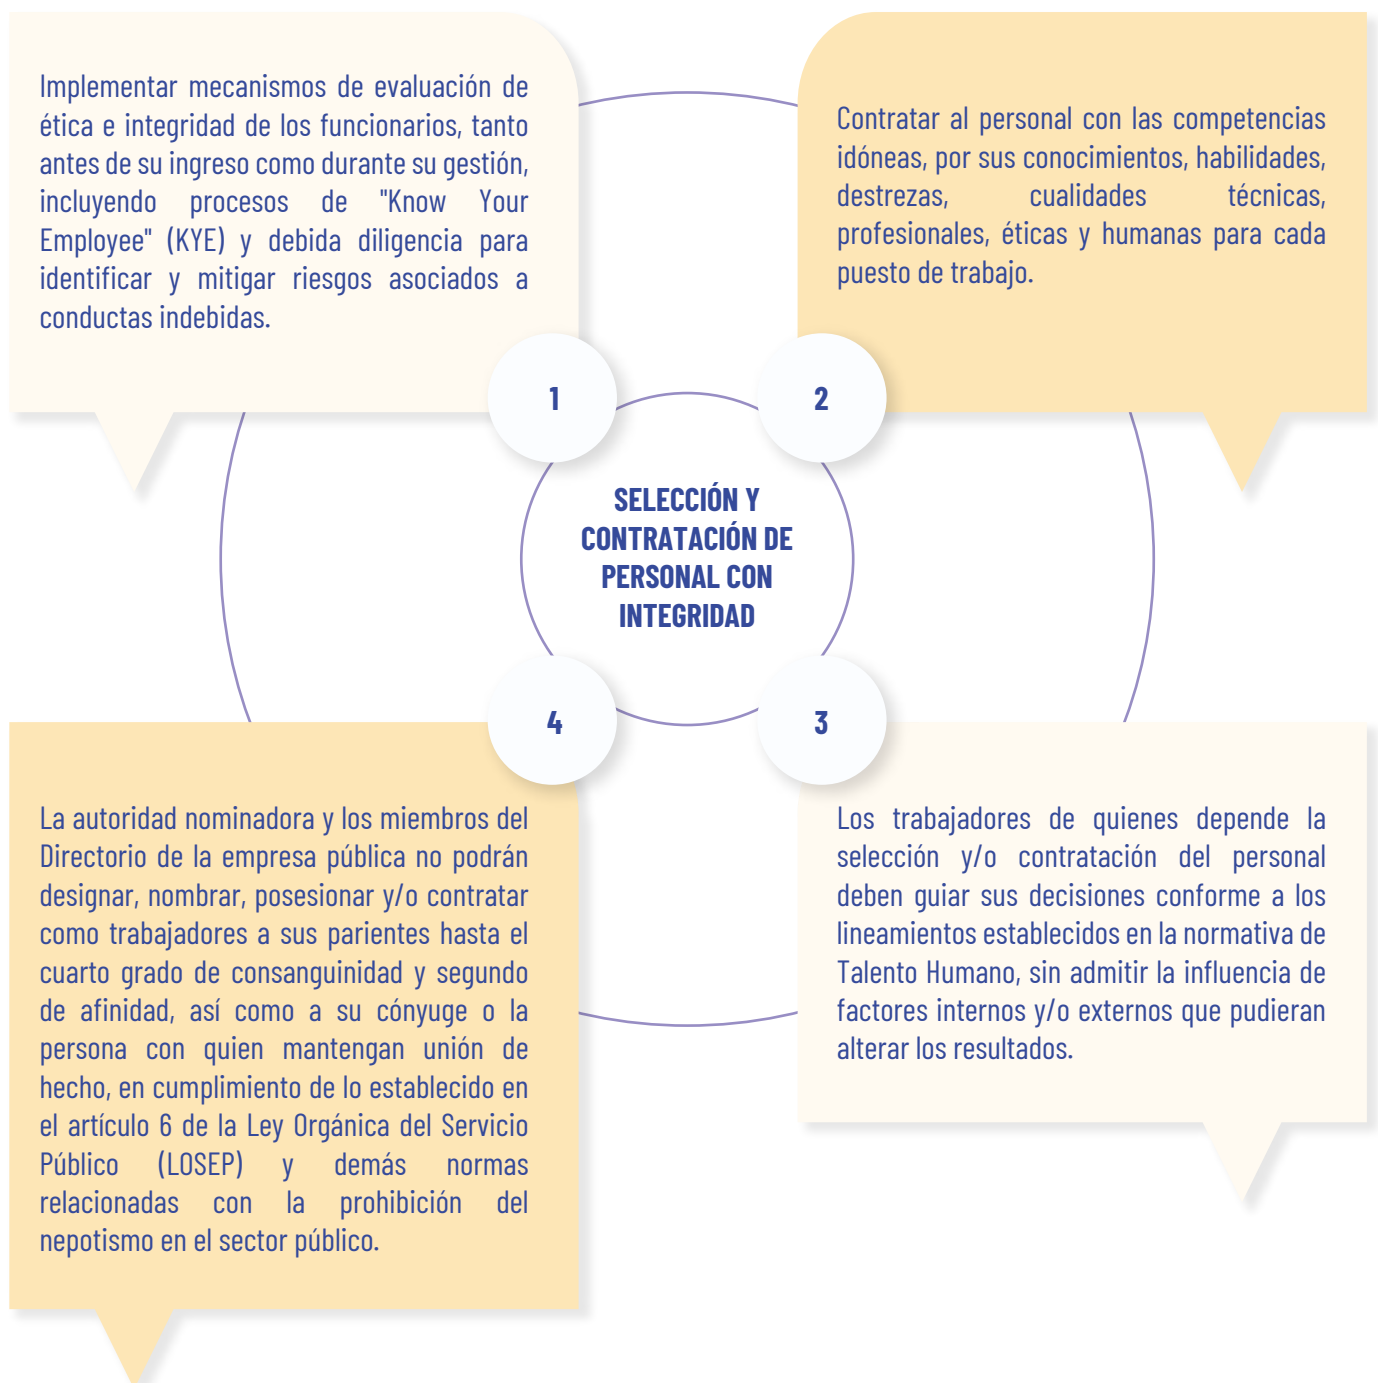 Implementar mecanismos de evaluación de
ética e integridad de los funcionarios, tanto
antes de su ingreso como durante su gestión,
incluyendo procesos de "Know Your
Employee" (KYE) y debida diligencia para
identificar y mitigar riesgos asociados a
conductas indebidas.
1
Contratar al personal con las competencias
idóneas, por sus conocimientos, habilidades,
destrezas, cualidades técnicas,
profesionales, éticas y humanas para cada
puesto de trabajo.
2
SELECCIÓN Y
CONTRATACIÓN DE
PERSONAL CON
INTEGRIDAD
3
Los trabajadores de quienes depende la
selección y/o contratación del personal
deben guiar sus decisiones conforme a los
lineamientos establecidos en la normativa de
Talento Humano, sin admitir la influencia de
factores internos y/o externos que pudieran
alterar los resultados.
4
La autoridad nominadora y los miembros del
Directorio de la empresa pública no podrán
designar, nombrar, posesionar y/o contratar
como trabajadores a sus parientes hasta el
cuarto grado de consanguinidad y segundo
de afinidad, así como a su cónyuge o la
persona con quien mantengan unión de
hecho, en cumplimiento de lo establecido en
el artículo 6 de la Ley Orgánica del Servicio
Público (LOSEP) y demás normas
relacionadas con la prohibición del
nepotismo en el sector público.